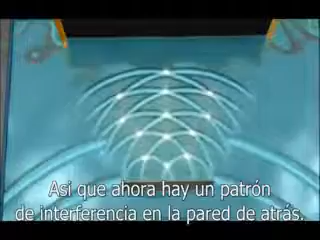 Así que ahora hay un patrón
de interferencia en la pared de atrás.